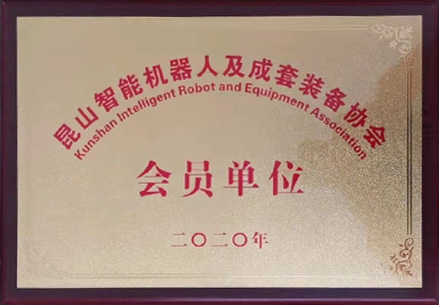 昆山智能机器人及成套装备协会
Kunshan Intelligent Robot and Equipment Association
会员单位
二〇二〇年